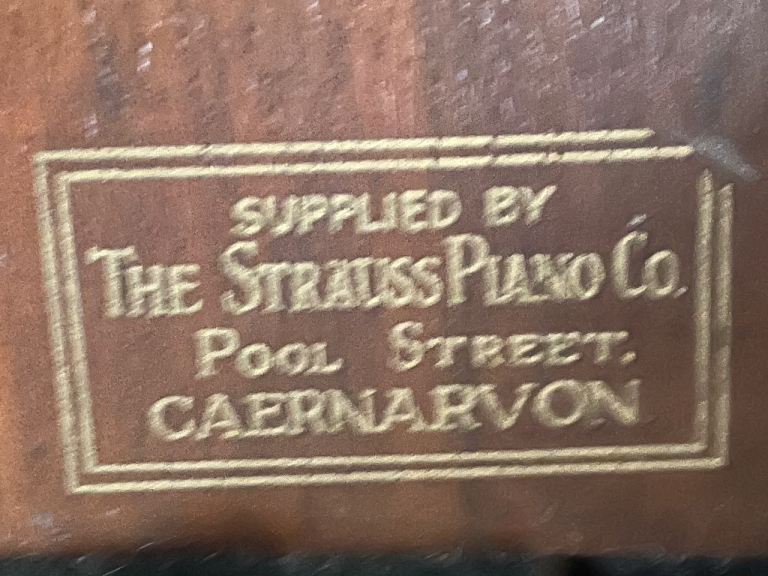 SUPPLIED BY
THE STRAUSS PIANO CO.
POOL STREET.
CAERNARVON